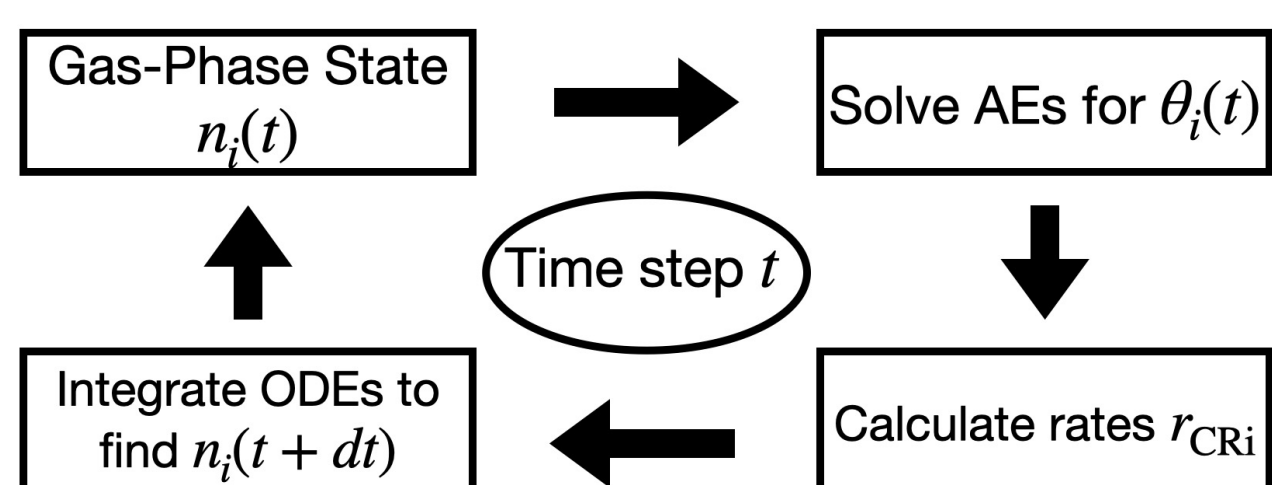 Gas-Phase State
nᵢ(t)
Solve AEs for θᵢ(t)
Time step t
Integrate ODEs to
find nᵢ(t + dt)
Calculate rates r_CRi